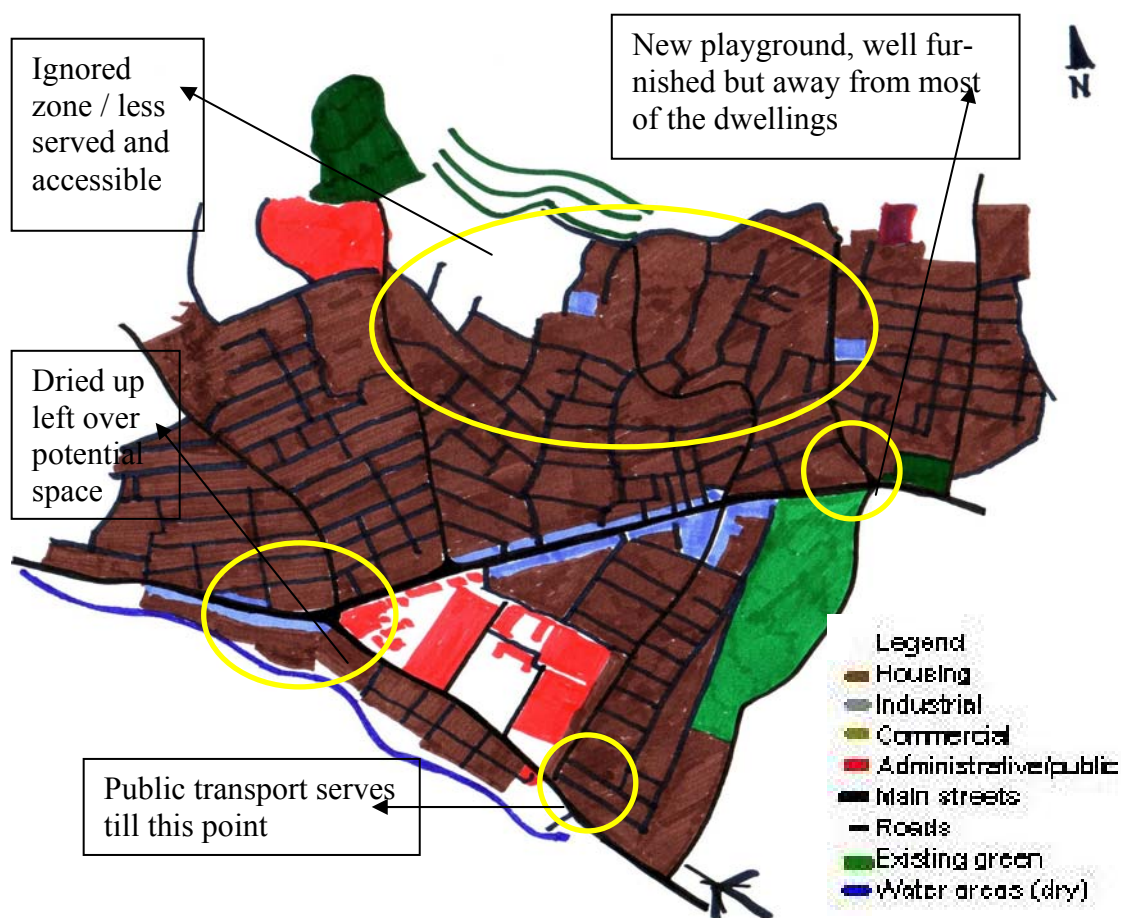 Ignored
zone / less
served and
accessible
New playground, well fur-
nished but away from most
of the dwellings
N
Dried up
left over
potential
space
Public transport serves
till this point
Legend
Housing
Industrial
Commercial
Administrative/public
Main streets
Roads
Existing green
Water areas (dry)